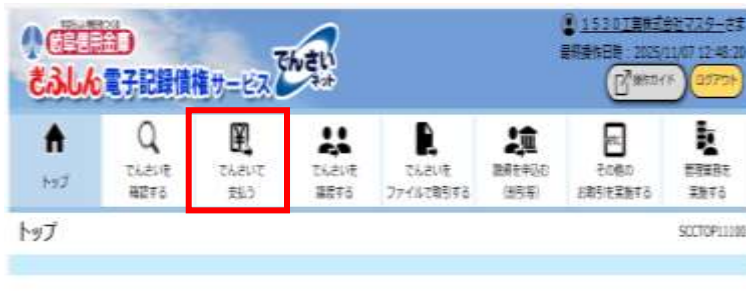 岐阜信用金庫
ぎふしん電子記録債権サービス
でんさい
ネット
1530工業株式会社マスターさま
最終操作日時：2025/11/07 12:48:20
操作ガイド
ログアウト
トップ
でんさいを
確認する
でんさいで
支払う
でんさいを
譲渡する
でんさいを
ファイルで取引する
融資を申込む
(割引等)
その他の
お取引を実施する
管理業務を
実施する
トップ
SCCTOP11100